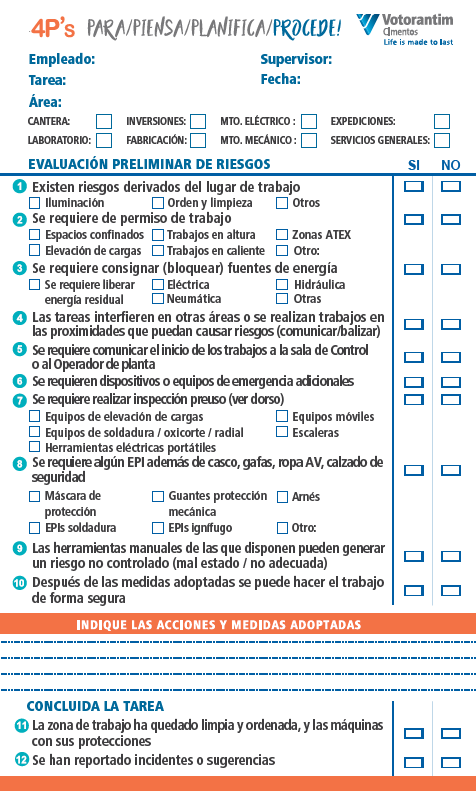 4P's PARA/PIENSA/PLANIFICA/PROCEDE!
Votorantim
Cimentos
Life is made to last
Empleado: Supervisor:
Tarea: Fecha:
Área:
CANTERA: INVERSIONES: MTO. ELÉCTRICO : EXPEDICIONES:
LABORATORIO: FABRICACIÓN: MTO. MECÁNICO : SERVICIOS GENERALES:
EVALUACIÓN PRELIMINAR DE RIESGOS SI NO
1 Existen riesgos derivados del lugar de trabajo
Iluminación Orden y limpieza Otros
2 Se requiere de permiso de trabajo
Espacios confinados Trabajos en altura Zonas ATEX
Elevación de cargas Trabajos en caliente Otro:
3 Se requiere consignar (bloquear) fuentes de energía
Se requiere liberar Eléctrica Hidráulica
energía residual Neumática Otras
4 Las tareas interfieren en otras áreas o se realizan trabajos en
las proximidades que puedan causar riesgos (comunicar/balizar)
5 Se requiere comunicar el inicio de los trabajos a la sala de Control
o al Operador de planta
6 Se requieren dispositivos o equipos de emergencia adicionales
7 Se requiere realizar inspección preuso (ver dorso)
Equipos de elevación de cargas Equipos móviles
Equipos de soldadura / oxicorte / radial Escaleras
Herramientas eléctricas portátiles
8 Se requiere algún EPI además de casco, gafas, ropa AV, calzado de
seguridad
Máscara de Guantes protección Arnés
protección mecánica
EPIs soldadura EPIs ignífugo Otro:
9 Las herramientas manuales de las que disponen pueden generar
un riesgo no controlado (mal estado / no adecuada)
10 Después de las medidas adoptadas se puede hacer el trabajo
de forma segura
INDIQUE LAS ACCIONES Y MEDIDAS ADOPTADAS
CONCLUIDA LA TAREA
11 La zona de trabajo ha quedado limpia y ordenada, y las máquinas
con sus protecciones
12 Se han reportado incidentes o sugerencias